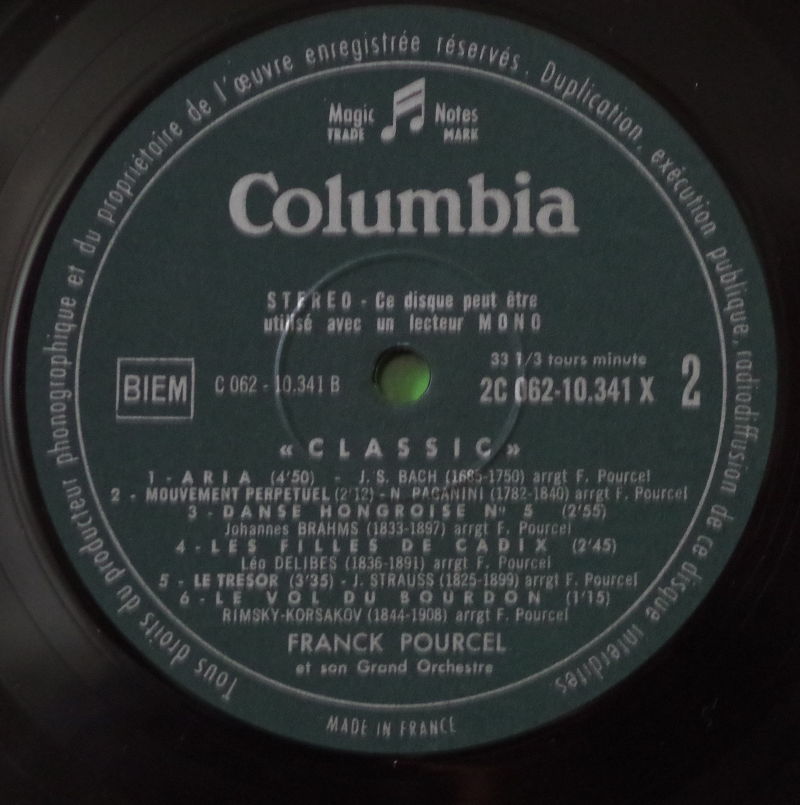 Tous droits du producteur phonographique et du propriétaire de l'œuvre enregistrée réservés. Duplication, exécution publique, radiodiffusion de ce disque interdites
Magic Notes
TRADE MARK
Columbia
STEREO - Ce disque peut être
utilisé avec un lecteur MONO
33 1/3 tours minute
BIEM C 062 - 10.341 B 2C 062-10.341 X 2
« CLASSIC »
1 - ARIA (4'50) - J. S. BACH (1685-1750) arrgt F. Pourcel
2 - MOUVEMENT PERPETUEL (2'12) - N. PAGANINI (1782-1840) arrgt F. Pourcel
3 - DANSE HONGROISE N° 5 (2'55)
Johannes BRAHMS (1833-1897) arrgt F. Pourcel
4 - LES FILLES DE CADIX (2'45)
Léo DELIBES (1836-1891) arrgt F. Pourcel
5 - LE TRESOR (3'35) - J. STRAUSS (1825-1899) arrgt F. Pourcel
6 - LE VOL DU BOURDON (1'15)
RIMSKY-KORSAKOV (1844-1908) arrgt F. Pourcel
FRANCK POURCEL
et son Grand Orchestre
MADE IN FRANCE